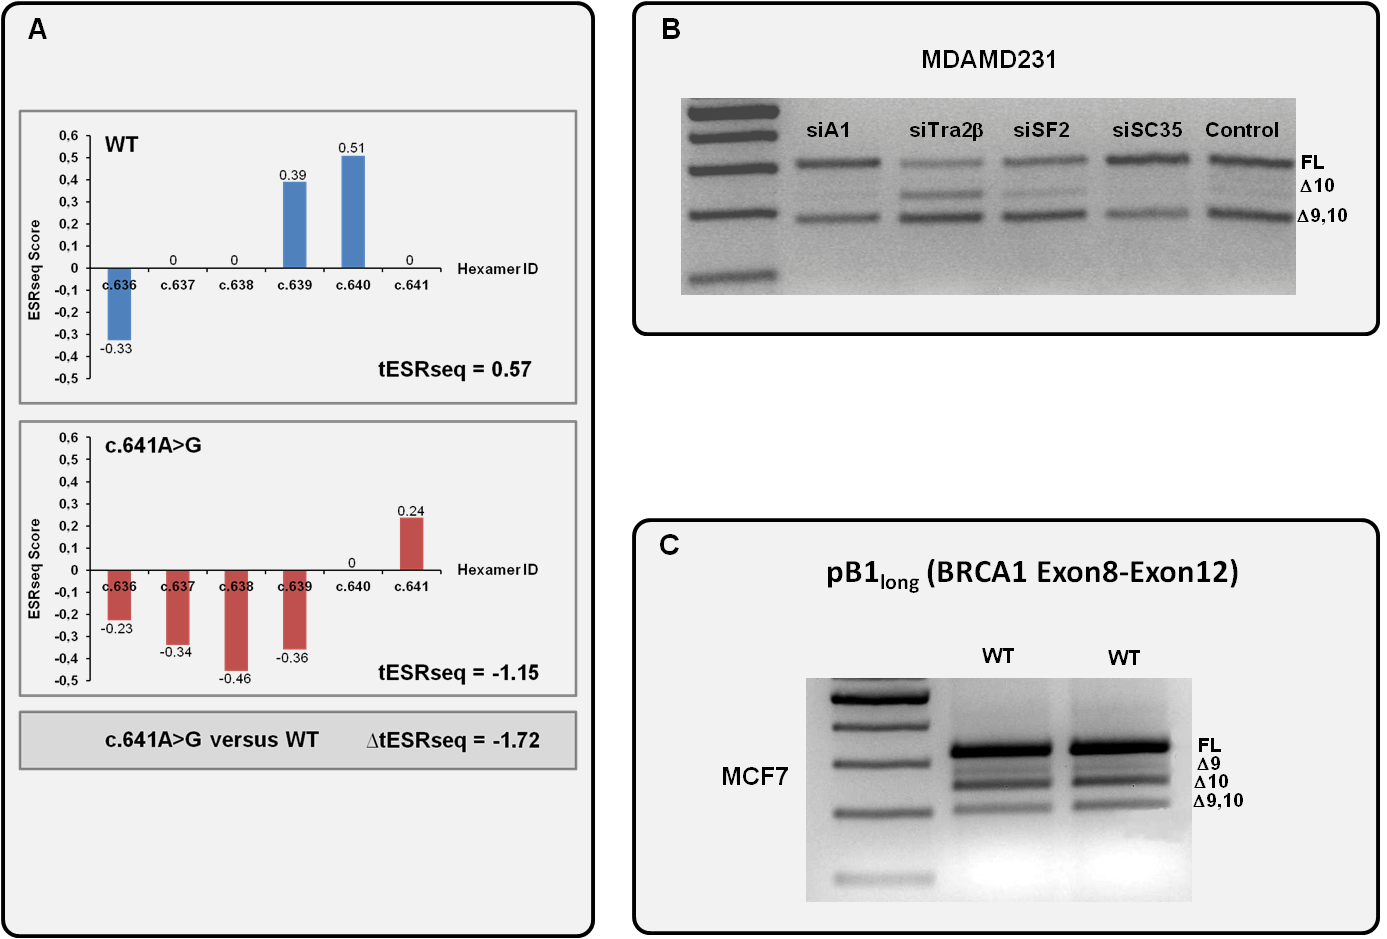 A
WT
0,6
0,5
0,4
0,3
0,2
0,1
0
-0,1
-0,2
-0,3
-0,4
-0,5
ESRseq Score
-0.33
0
0
0.39
0.51
0
c.636 c.637 c.638 c.639 c.640 c.641
Hexamer ID
tESRseq = 0.57
c.641A>G
0,6
0,5
0,4
0,3
0,2
0,1
0
-0,1
-0,2
-0,3
-0,4
-0,5
ESRseq Score
-0.23
-0.34
-0.46
-0.36
0
0.24
c.636 c.637 c.638 c.639 c.640 c.641
Hexamer ID
tESRseq = -1.15
c.641A>G versus WT ΔtESRseq = -1.72
B
MDAMD231
siA1 siTra2β siSF2 siSC35 Control
FL
Δ10
Δ9,10
C
pB1long (BRCA1 Exon8-Exon12)
WT WT
MCF7
FL
Δ9
Δ10
Δ9,10